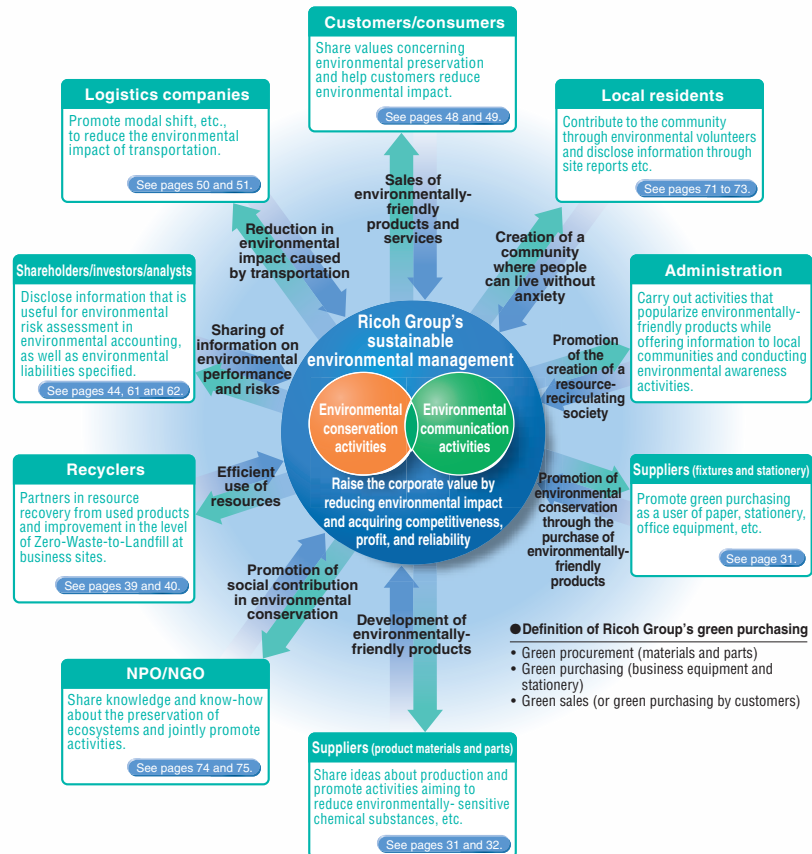 Customers/consumers
Share values concerning
environmental preservation
and help customers reduce
environmental impact.
See pages 48 and 49.
Logistics companies
Promote modal shift, etc.,
to reduce the environmental
impact of transportation.
See pages 50 and 51.
Local residents
Contribute to the community
through environmental volunteers
and disclose information through
site reports etc.
See pages 71 to 73.
Sales of
environmentally-
friendly
products and
services
Reduction in
environmental
impact caused
by transportation
Creation of a
community
where people
can live without
anxiety
Shareholders/investors/analysts
Disclose information that is
useful for environmental
risk assessment in
environmental accounting,
as well as environmental
liabilities specified.
See pages 44, 61 and 62.
Sharing of
information on
environmental
performance
and risks
Ricoh Group's
sustainable
environmental management
Environmental
conservation
activities
Environmental
communication
activities
Raise the corporate value by
reducing environmental impact
and acquiring competitiveness,
profit, and reliability
Promotion
of the
creation of a
resource-
recirculating
society
Administration
Carry out activities that
popularize environmentally-
friendly products while
offering information to local
communities and conducting
environmental awareness
activities.
Recyclers
Partners in resource
recovery from used products
and improvement in the level
of Zero-Waste-to-Landfill at
business sites.
See pages 39 and 40.
Efficient
use of
resources
Promotion of
environmental
conservation
through the
purchase of
environmentally-
friendly
products
Suppliers (fixtures and stationery)
Promote green purchasing
as a user of paper, stationery,
office equipment, etc.
See page 31.
Promotion of
social contribution
in environmental
conservation
Development of
environmentally-
friendly products
●Definition of Ricoh Group's green purchasing
• Green procurement (materials and parts)
• Green purchasing (business equipment and
stationery)
• Green sales (or green purchasing by customers)
NPO/NGO
Share knowledge and know-how
about the preservation of
ecosystems and jointly promote
activities.
See pages 74 and 75.
Suppliers (product materials and parts)
Share ideas about production and
promote activities aiming to
reduce environmentally- sensitive
chemical substances, etc.
See pages 31 and 32.